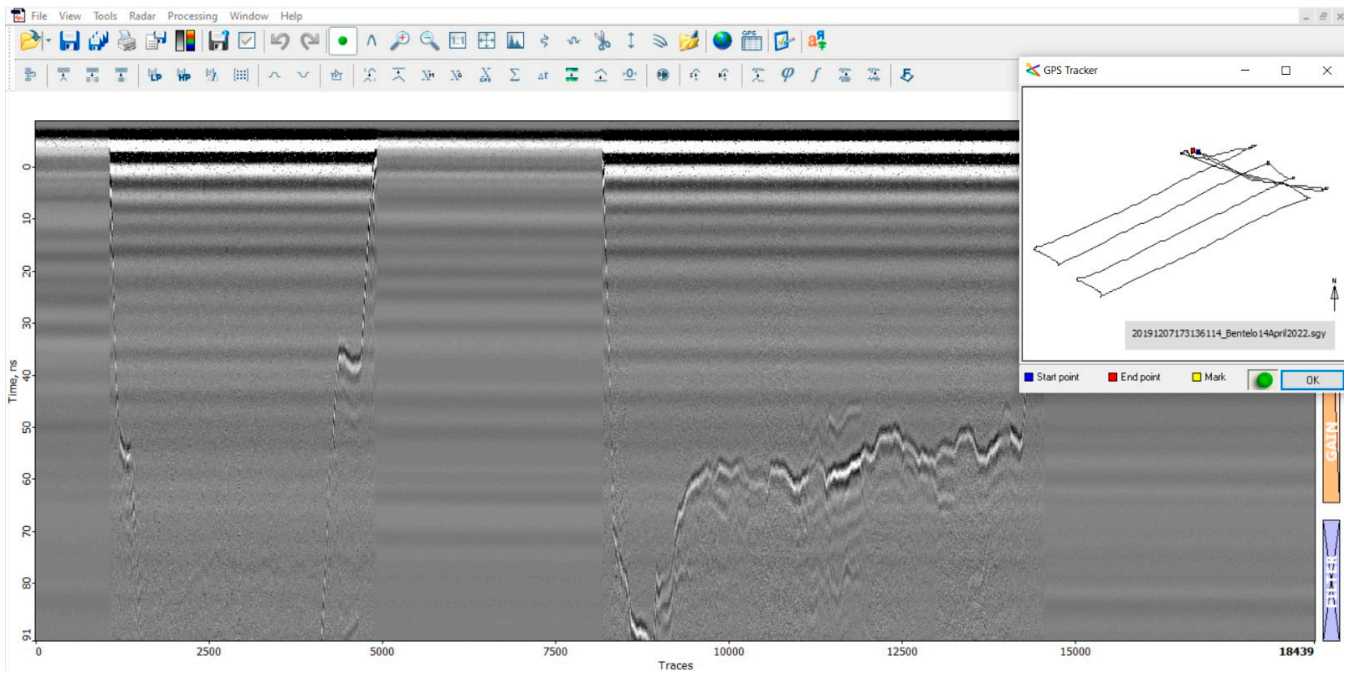 File View Tools Radar Processing Window Help
GPS Tracker
N
20191207173136114_Bentelo14April2022.sgy
Start point End point Mark OK
0
10
20
30
40
50
60
70
80
91
Time, ns
GAIN
0 2500 5000 7500 10000 12500 15000 18439
Traces